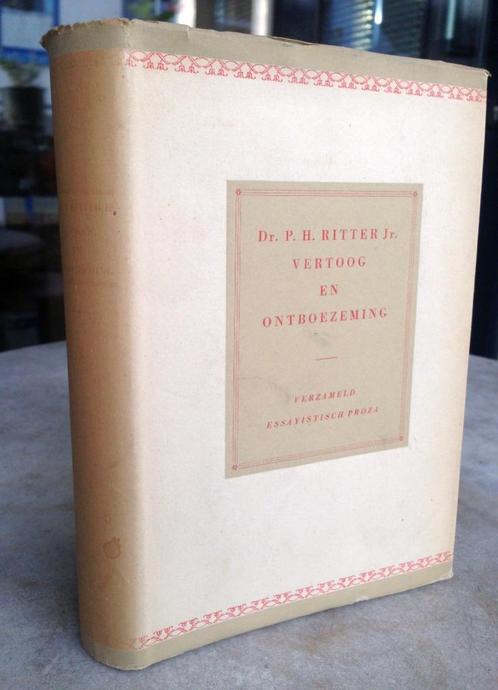 Dr. P. H. RITTER Jr.
VERTOOG
EN
ONTBOEZEMING
VERZAMELD
ESSAYISTISCH PROZA